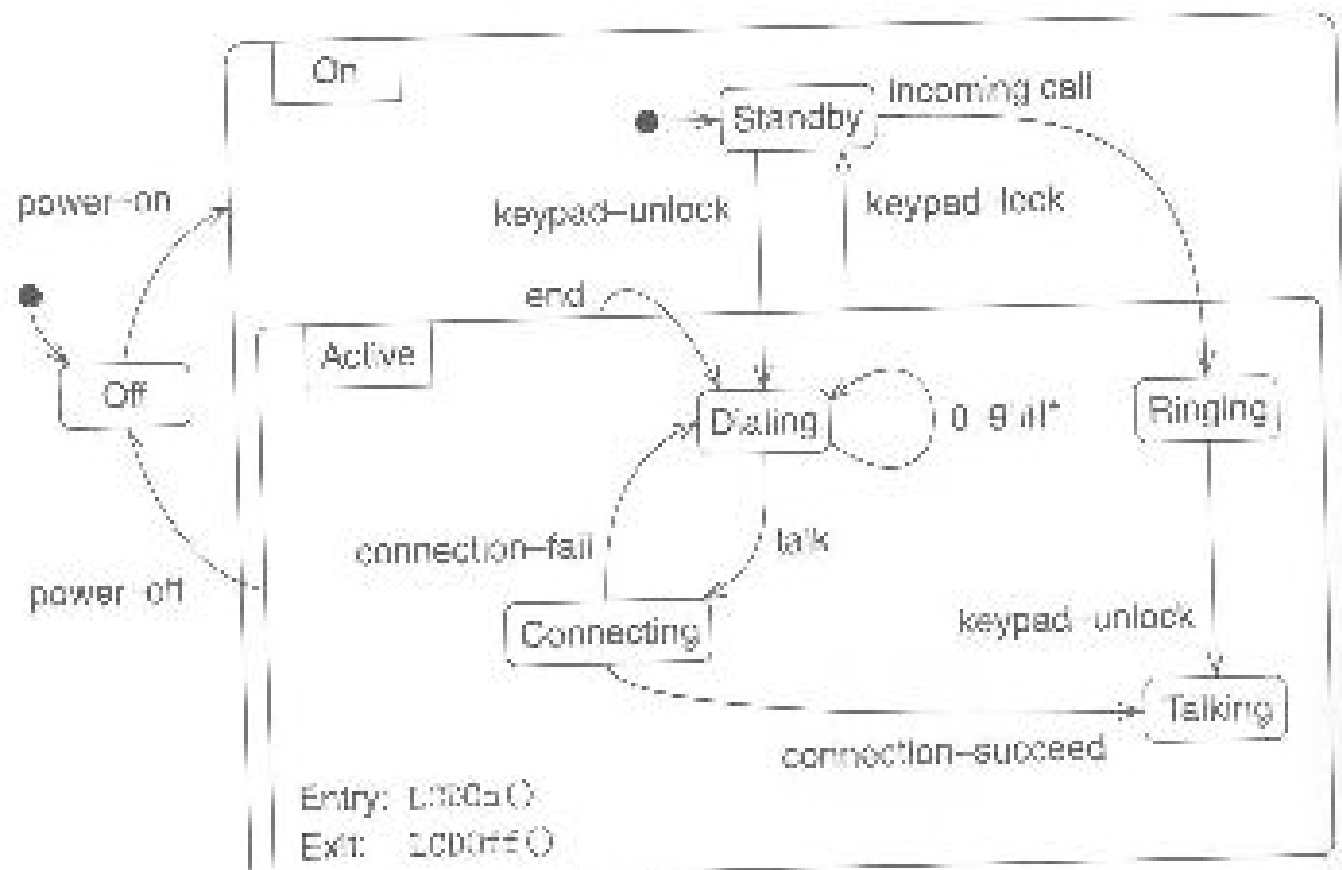 On
Standby
incoming call
power-on
keypad-unlock
keypad lock
end
Active
Off
Dialing
Ringing
connection-fail
talk
power off
Connecting
keypad-unlock
Talking
connection-succeed
Entry:
Exit: LCDOff()